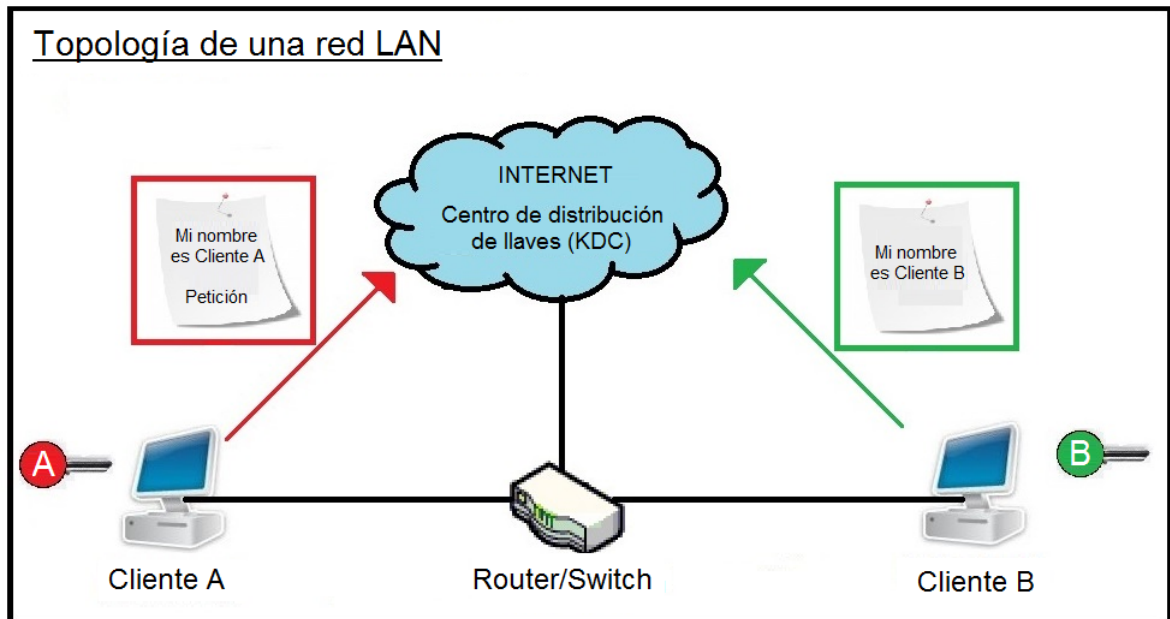 Topología de una red LAN
INTERNET
Centro de distribución
de llaves (KDC)
Mi nombre
es Cliente A
Petición
Mi nombre
es Cliente B
A
B
Cliente A
Router/Switch
Cliente B